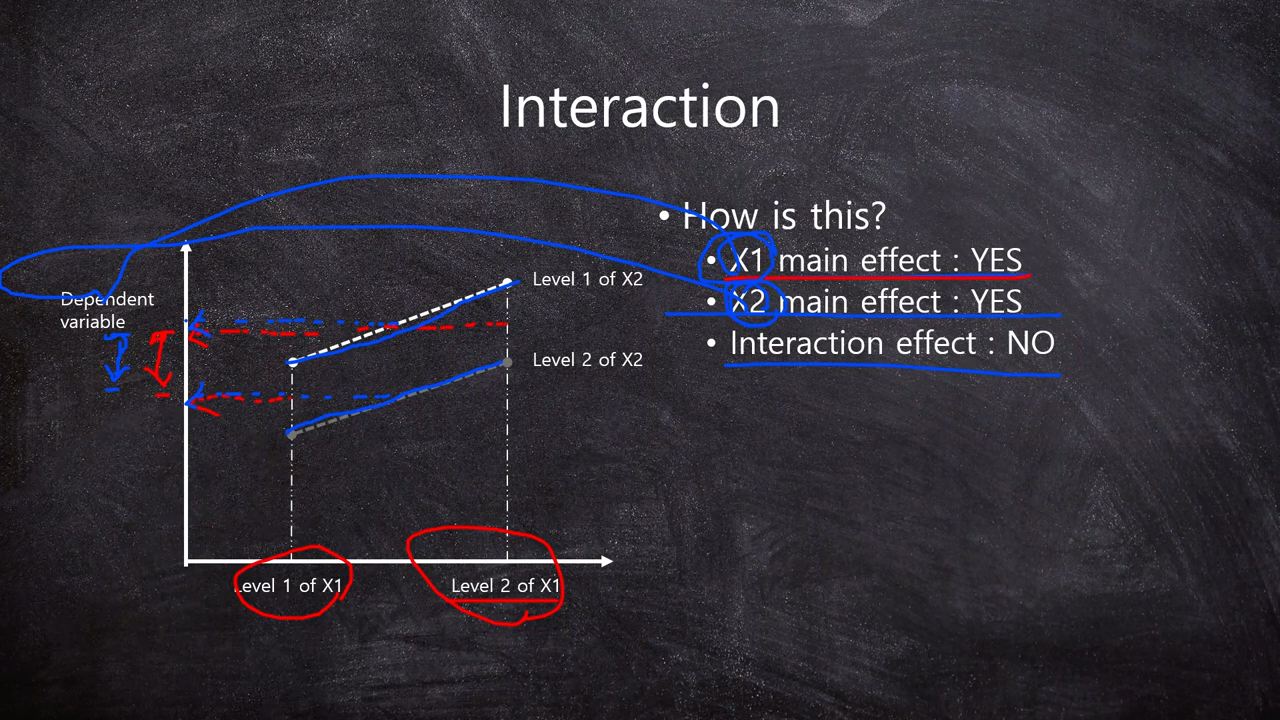 Interaction
• How is this?
• X1 main effect : YES
• X2 main effect : YES
• Interaction effect : NO
Dependent
variable
Level 1 of X2
Level 2 of X2
Level 1 of X1
Level 2 of X1